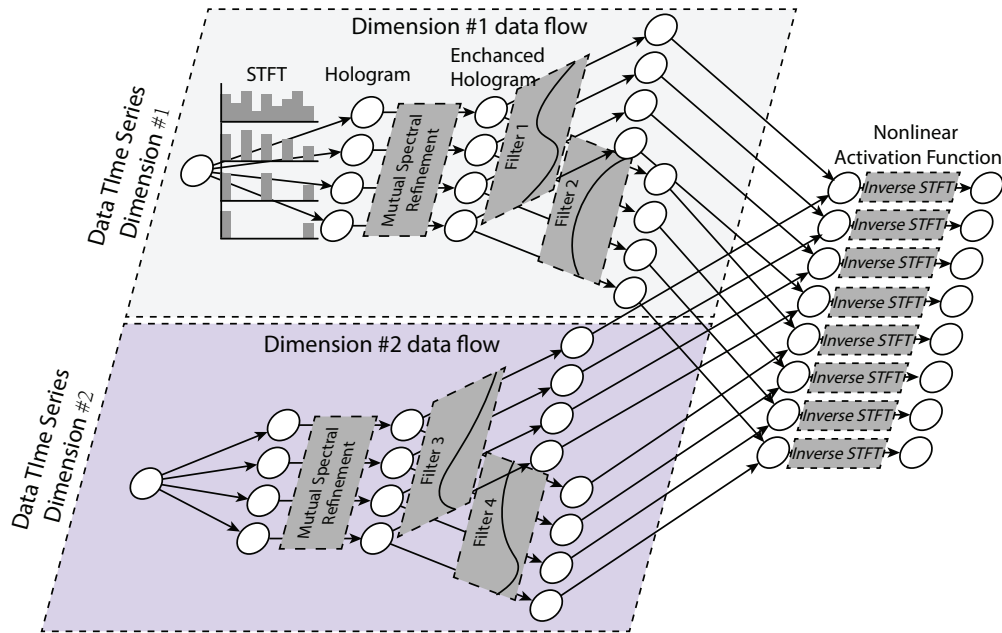 Dimension #1 data flow
STFT
Hologram
Enchanced
Hologram
Data TIme Series
Dimension #1
Mutual Spectral
Refinement
Filter 1
Filter 2
Nonlinear
Activation Function
Inverse STFT
Inverse STFT
Inverse STFT
Inverse STFT
Inverse STFT
Inverse STFT
Inverse STFT
Inverse STFT
Dimension #2 data flow
Data TIme Series
Dimension #2
Mutual Spectral
Refinement
Filter 3
Filter 4